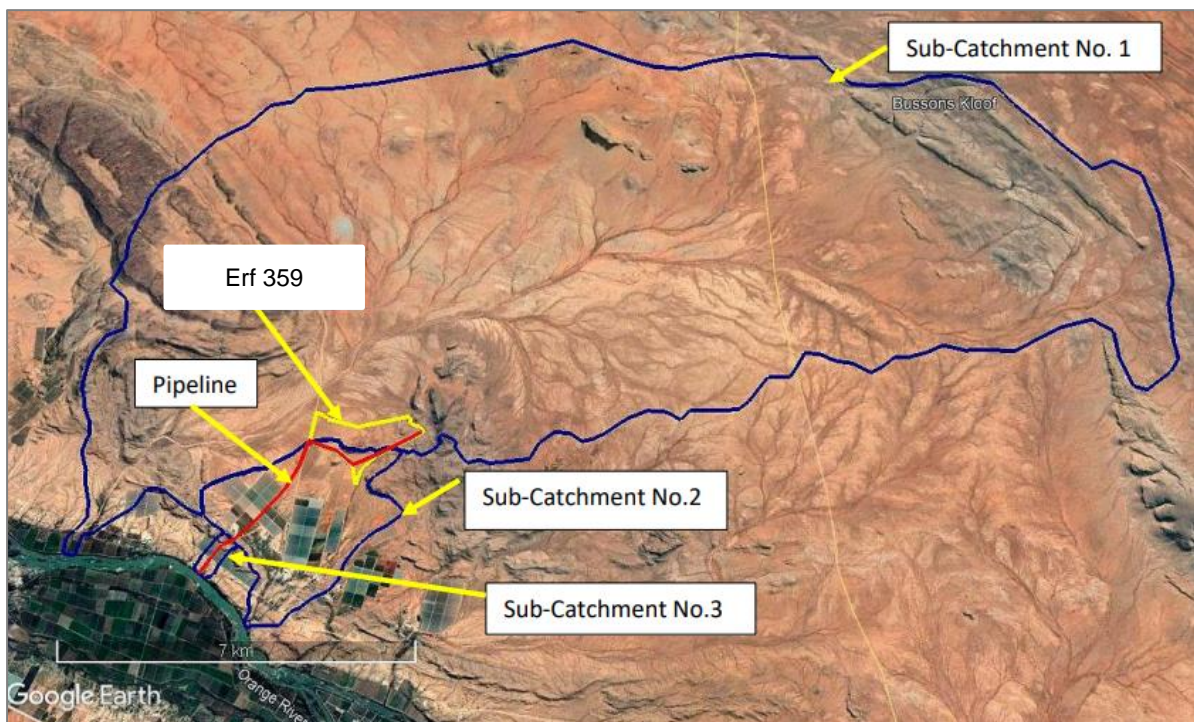 Sub-Catchment No. 1
Bussons Kloof
Erf 359
Pipeline
Sub-Catchment No.2
Sub-Catchment No.3
7 km
Google Earth
Orange River